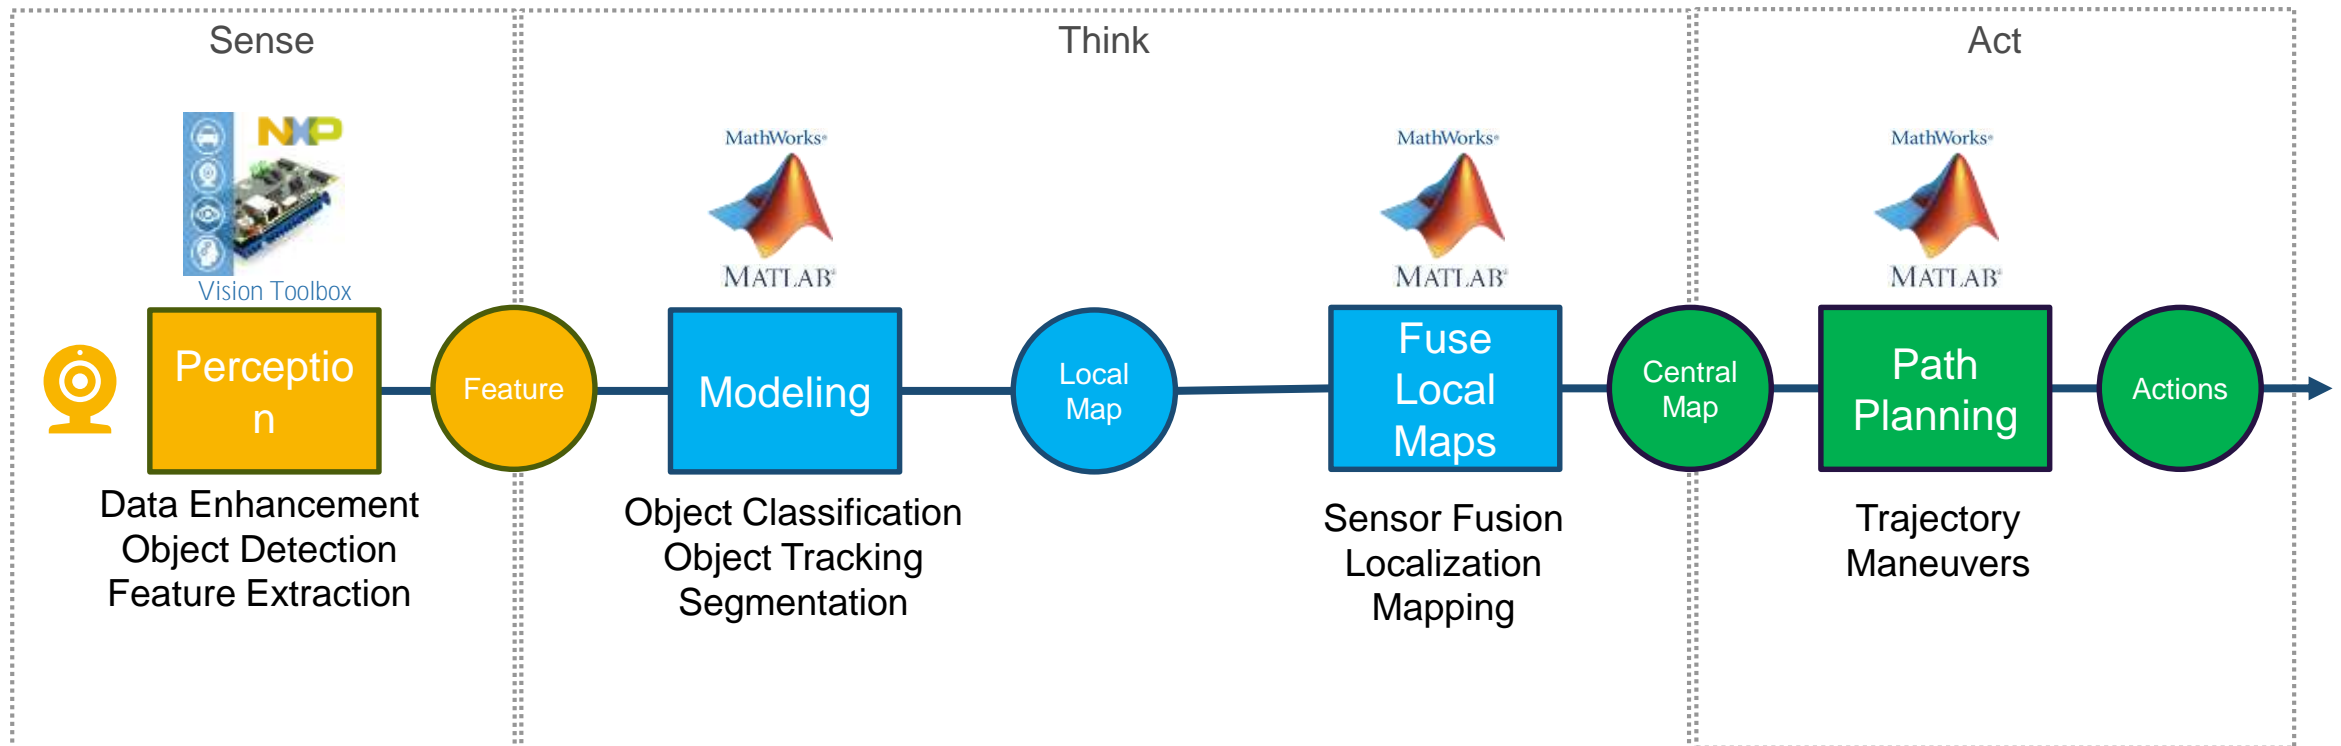 Sense
Think
Act
NXP
Vision Toolbox
MathWorks®
MATLAB®
MathWorks®
MATLAB®
MathWorks®
MATLAB®
Perceptio
n
Feature
Modeling
Local
Map
Fuse
Local
Maps
Central
Map
Path
Planning
Actions
Data Enhancement
Object Detection
Feature Extraction
Object Classification
Object Tracking
Segmentation
Sensor Fusion
Localization
Mapping
Trajectory
Maneuvers